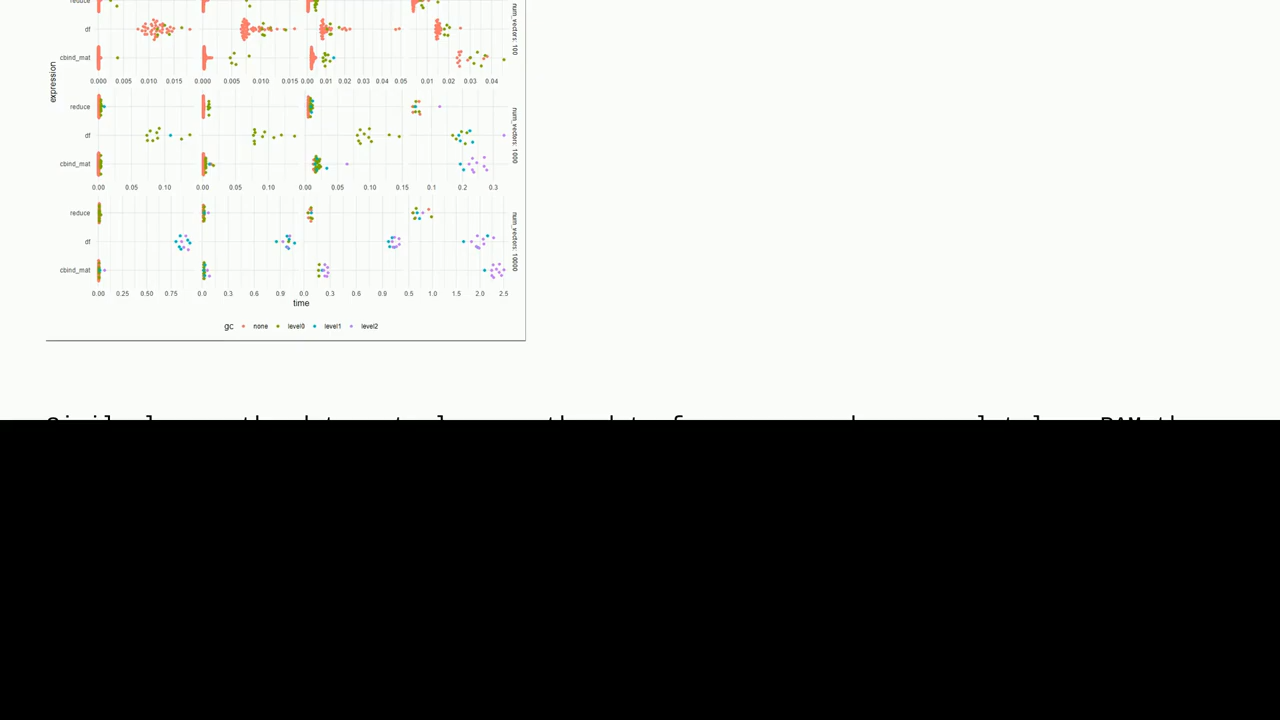 reduce
df
cbind_mat
0.000 0.005 0.010 0.015 0.000 0.005 0.010 0.015 0.00 0.01 0.02 0.03 0.04 0.05 0.01 0.02 0.03 0.04
num_vectors: 100
expression
reduce
df
cbind_mat
0.00 0.05 0.10 0.00 0.05 0.10 0.00 0.05 0.10 0.15 0.1 0.2 0.3
num_vectors: 1000
reduce
df
cbind_mat
0.00 0.25 0.50 0.75 0.0 0.3 0.6 0.9 0.0 0.3 0.6 0.9 0.5 1.0 1.5 2.0 2.5
num_vectors: 10000
time
gc none level0 level1 level2